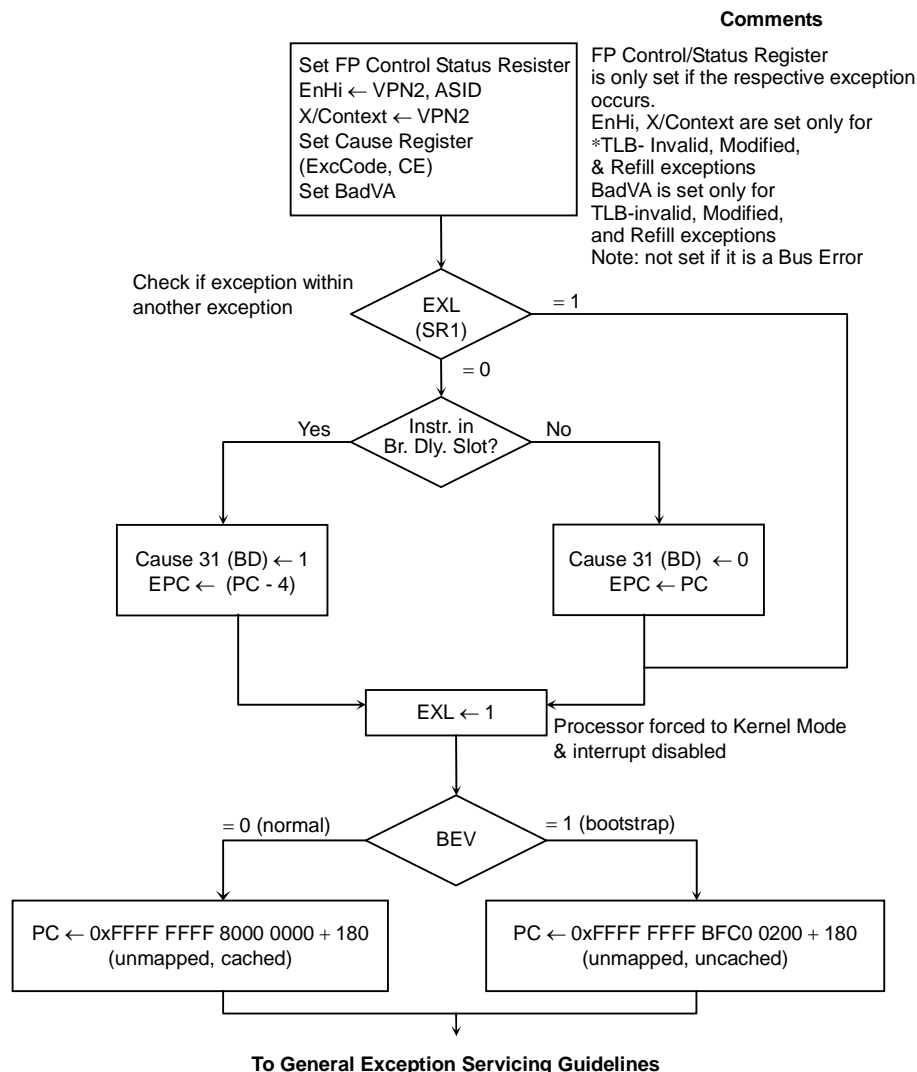 Comments
Set FP Control Status Resister
EnHi ← VPN2, ASID
X/Context ← VPN2
Set Cause Register
(ExcCode, CE)
Set BadVA
FP Control/Status Register
is only set if the respective exception
occurs.
EnHi, X/Context are set only for
*TLB- Invalid, Modified,
& Refill exceptions
BadVA is set only for
TLB-invalid, Modified,
and Refill exceptions
Note: not set if it is a Bus Error
Check if exception within
another exception
EXL
(SR1)
= 1
= 0
Yes
Instr. in
Br. Dly. Slot?
No
Cause 31 (BD) ← 1
EPC ← (PC - 4)
Cause 31 (BD) ← 0
EPC ← PC
EXL ← 1
Processor forced to Kernel Mode
& interrupt disabled
= 0 (normal)
BEV
= 1 (bootstrap)
PC ← 0xFFFF FFFF 8000 0000 + 180
(unmapped, cached)
PC ← 0xFFFF FFFF BFC0 0200 + 180
(unmapped, uncached)
To General Exception Servicing Guidelines